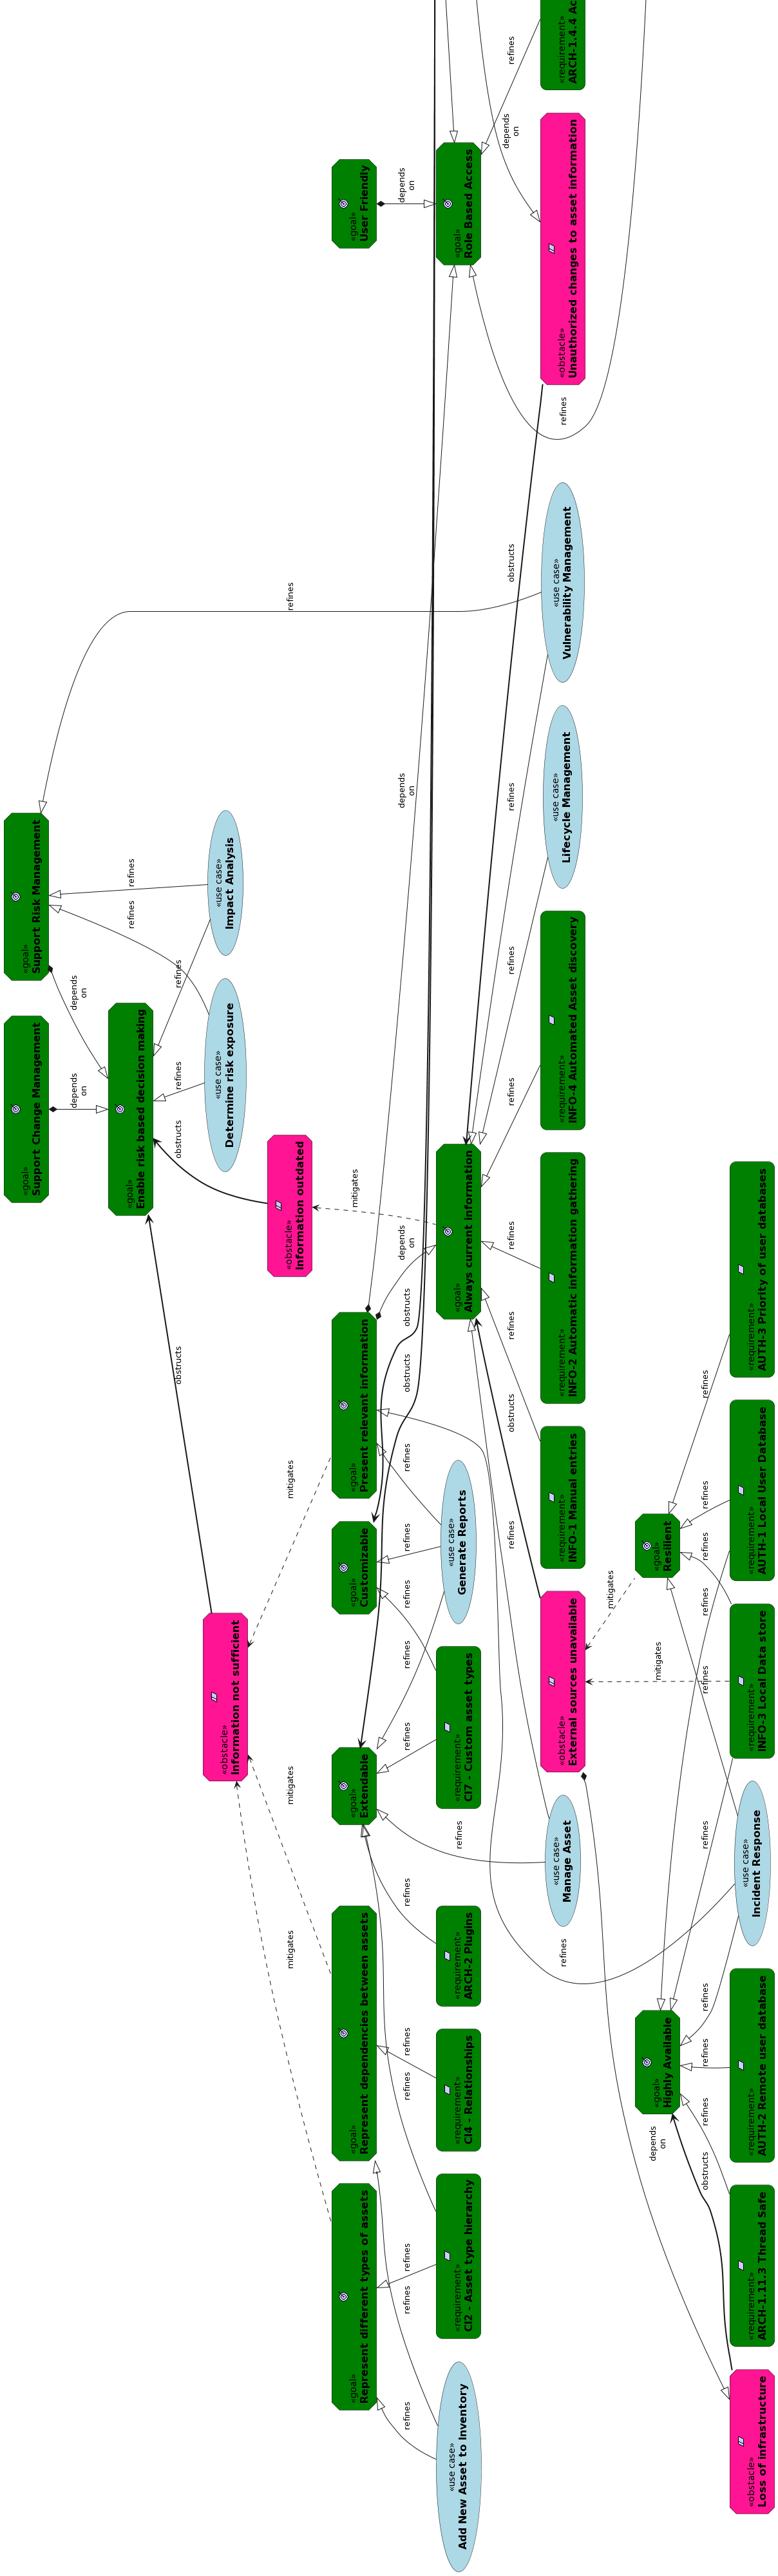 «goal»
Support Change Management
«goal»
Support Risk Management
depends
on
depends
on
«goal»
Enable risk based decision making
refines
refines
obstructs
obstructs
refines
refines
«obstacle»
Information not sufficient
«use case»
Determine risk exposure
«use case»
Impact Analysis
mitigates
mitigates
mitigates
«obstacle»
Information outdated
refines
mitigates
«goal»
Represent different types of assets
«goal»
Represent dependencies between assets
«goal»
Extendable
«goal»
Customizable
«goal»
Present relevant information
«goal»
User Friendly
refines
refines
refines
refines
refines
refines
refines
refines
refines
refines
refines
obstructs
obstructs
depends
on
depends
on
depends
on
«use case»
Add New Asset to Inventory
«requirement»
CI2 - Asset type hierarchy
«requirement»
CI4 - Relationships
«requirement»
ARCH-2 Plugins
refines
«requirement»
CI7 - Custom asset types
«use case»
Generate Reports
«goal»
Always current information
«goal»
Role Based Access
refines
obstructs
refines
refines
refines
refines
refines
obstructs
depends
on
refines
refines
«use case»
Manage Asset
«obstacle»
External sources unavailable
«requirement»
INFO-1 Manual entries
«requirement»
INFO-2 Automatic information gathering
«requirement»
INFO-4 Automated Asset discovery
«use case»
Lifecycle Management
«use case»
Vulnerability Management
refines
«obstacle»
Unauthorized changes to asset information
«requirement»
ARCH-1.4.4 Ac
mitigates
depends
on
«goal»
Highly Available
mitigates
«goal»
Resilient
obstructs
refines
refines
refines
refines
refines
refines
refines
refines
refines
«obstacle»
Loss of infrastructure
«requirement»
ARCH-1.11.3 Thread Safe
«requirement»
AUTH-2 Remote user database
«use case»
Incident Response
«requirement»
INFO-3 Local Data store
«requirement»
AUTH-1 Local User Database
«requirement»
AUTH-3 Priority of user databases